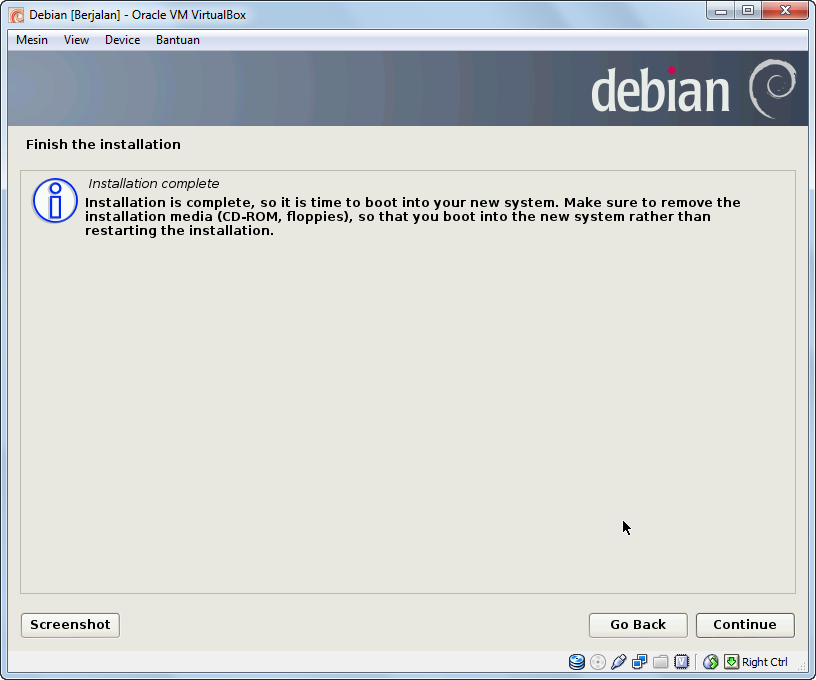 Debian [Berjalan] - Oracle VM VirtualBox
Mesin View Device Bantuan
debian
Finish the installation
Installation complete
Installation is complete, so it is time to boot into your new system. Make sure to remove the
installation media (CD-ROM, floppies), so that you boot into the new system rather than
restarting the installation.
Screenshot Go Back Continue
Right Ctrl